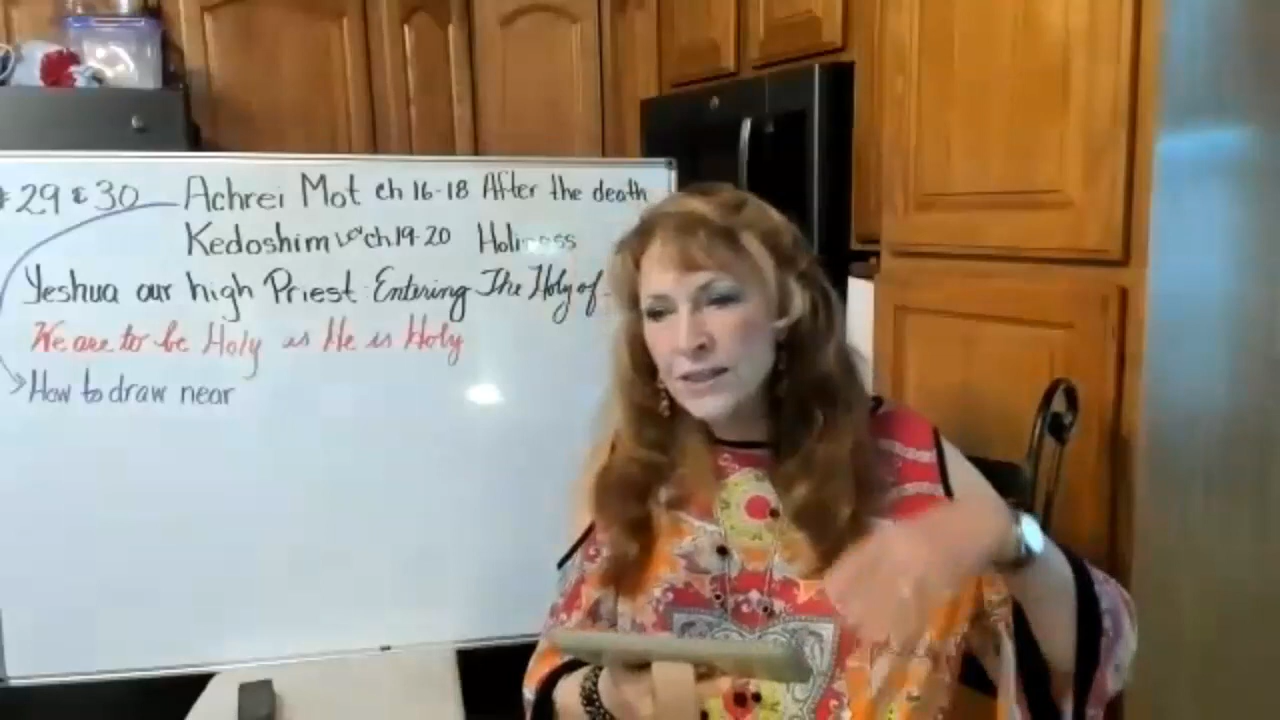 #29 & 30 Achrei Mot ch 16-18 After the death
Kedoshim ch 19-20 Holiness
Yeshua our high Priest Entering The Holy of
We are to be Holy as He is Holy
How to draw near